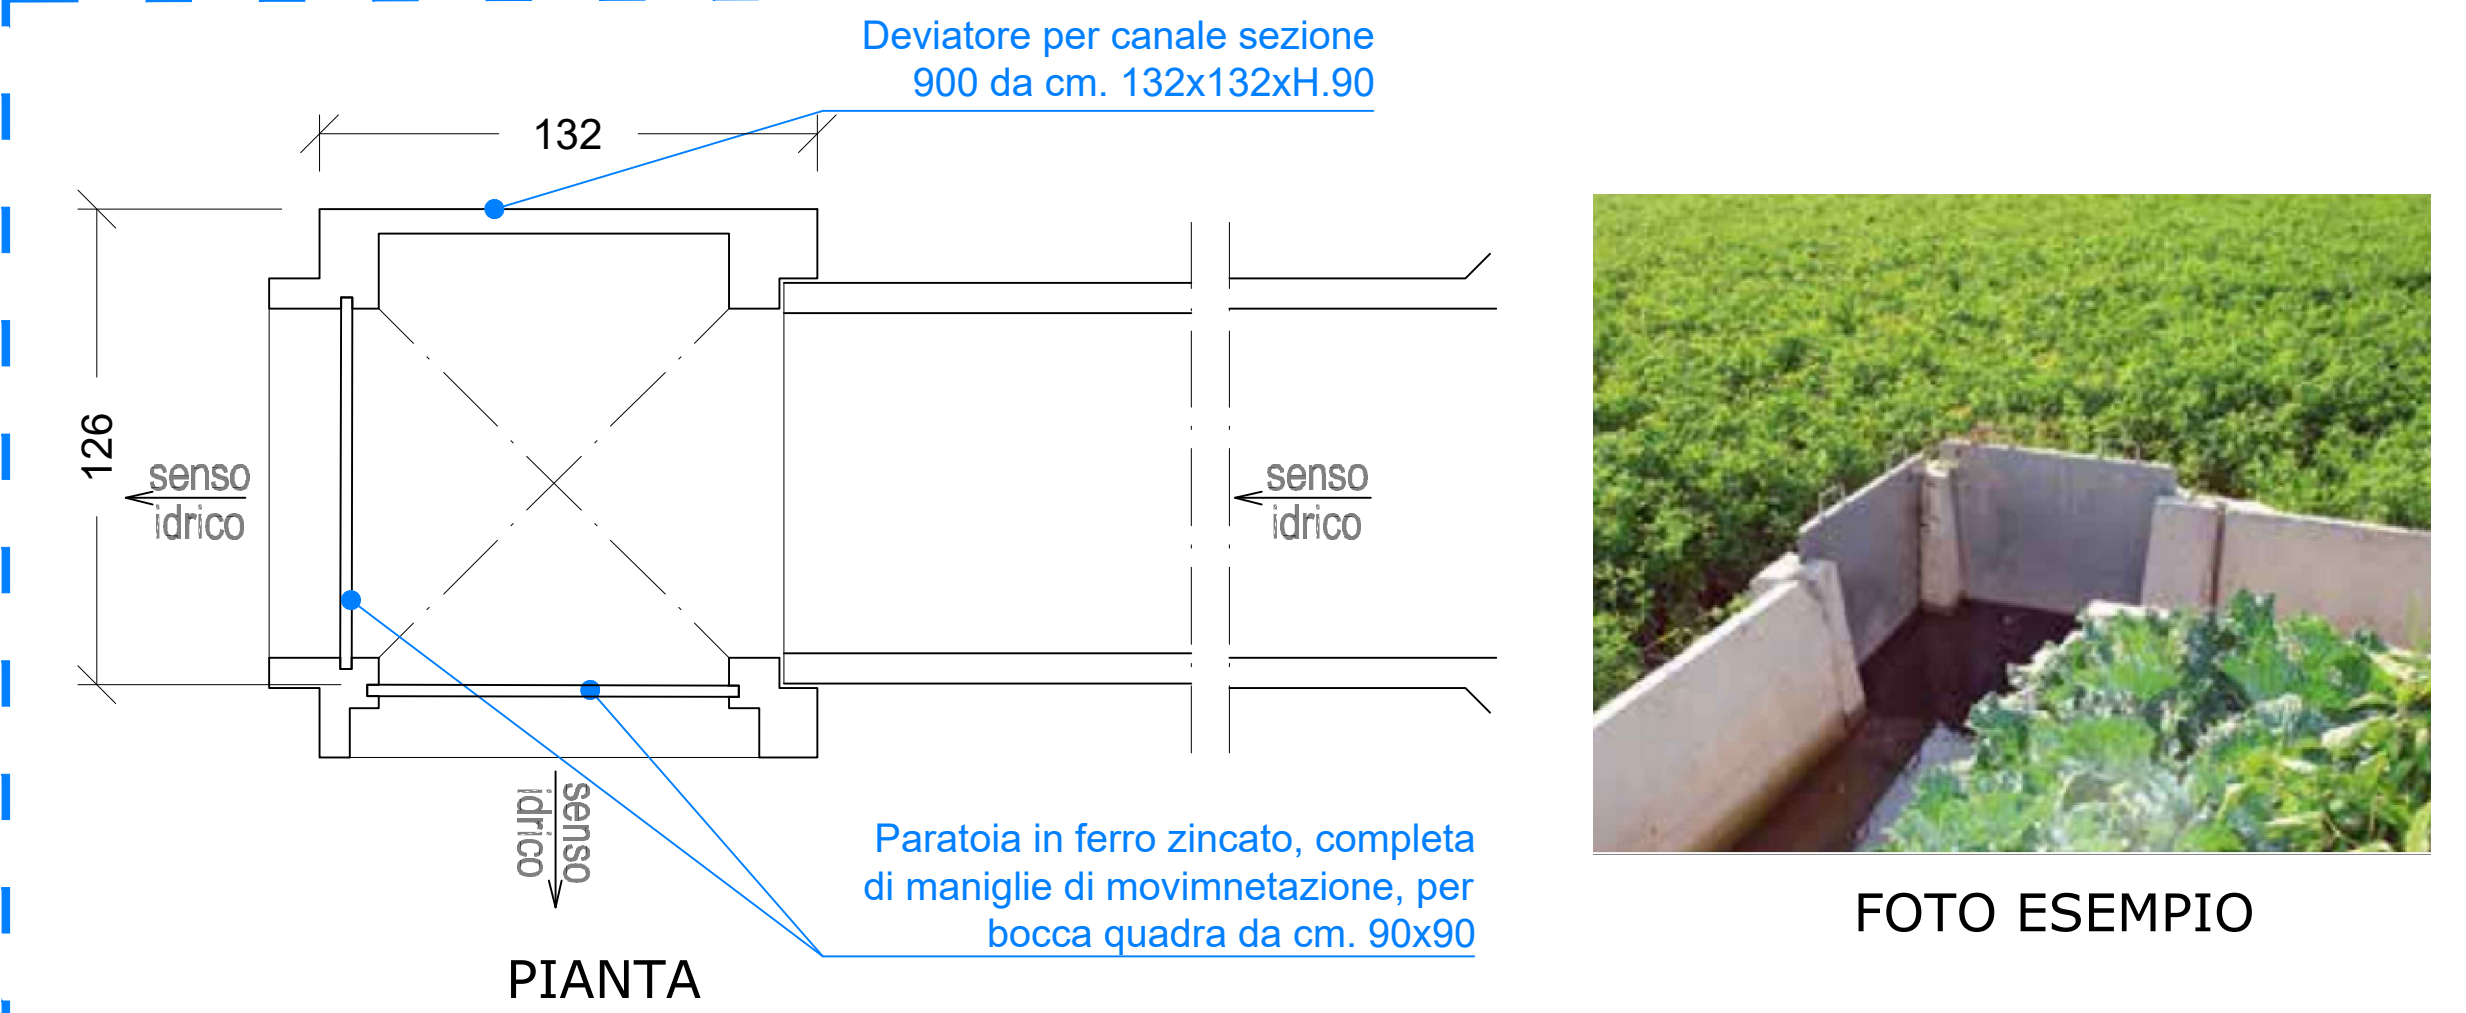 Deviatore per canale sezione
900 da cm. 132x132xH.90
132
126
senso
idrico
senso
idrico
senso
idrico
Paratoia in ferro zincato, completa
di maniglie di movimnetazione, per
bocca quadra da cm. 90x90
PIANTA
FOTO ESEMPIO